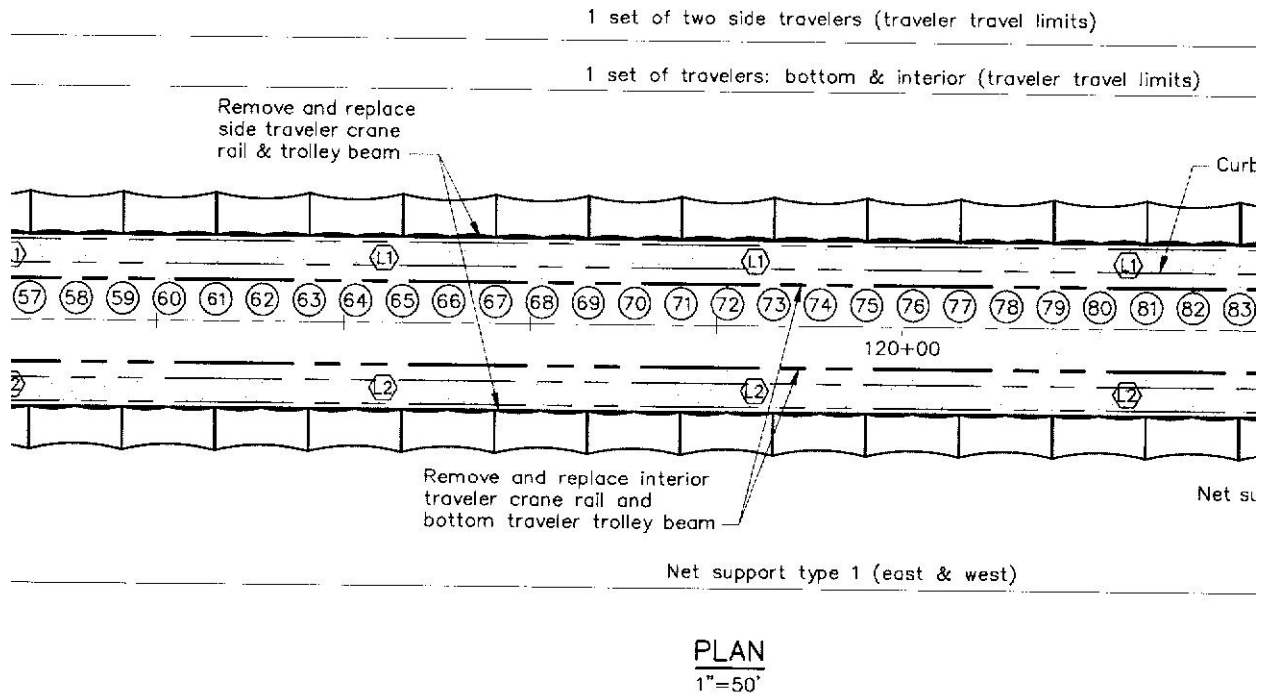 1 set of two side travelers (traveler travel limits)
1 set of travelers: bottom & interior (traveler travel limits)
Remove and replace
side traveler crane
rail & trolley beam
L1 L1 L1
57 58 59 60 61 62 63 64 65 66 67 68 69 70 71 72 73 74 75 76 77 78 79 80 81 82 83
120+00
L2 L2 L2
Remove and replace interior
traveler crane rail and
bottom traveler trolley beam
Net support type 1 (east & west)
PLAN
1"=50'